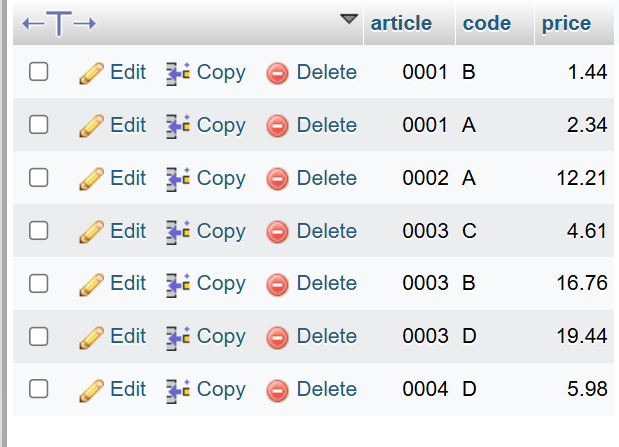 article code price
Edit Copy Delete 0001 B 1.44
Edit Copy Delete 0001 A 2.34
Edit Copy Delete 0002 A 12.21
Edit Copy Delete 0003 C 4.61
Edit Copy Delete 0003 B 16.76
Edit Copy Delete 0003 D 19.44
Edit Copy Delete 0004 D 5.98